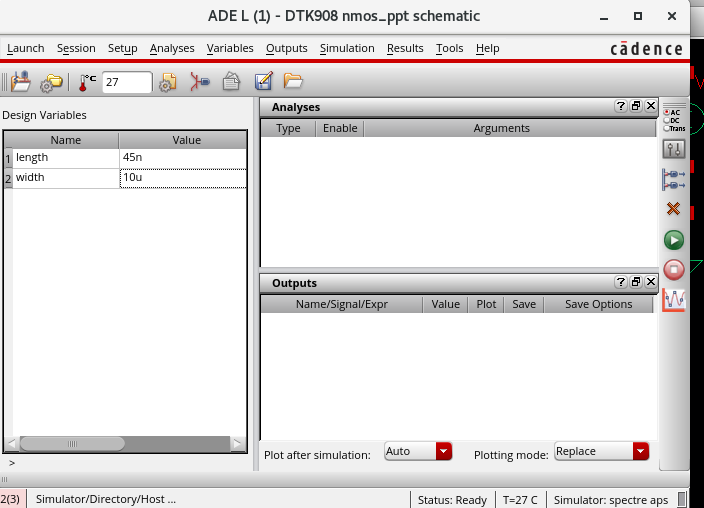 ADE L (1) - DTK908 nmos_ppt schematic
Launch Session Setup Analyses Variables Outputs Simulation Results Tools Help cādence
°C 27
Design Variables
Name Value
1 length 45n
2 width 10u
>
Analyses
Type Enable Arguments
Outputs
Name/Signal/Expr Value Plot Save Save Options
Plot after simulation: Auto Plotting mode: Replace
AC
DC
Trans
2(3) Simulator/Directory/Host ... Status: Ready T=27 C Simulator: spectre aps